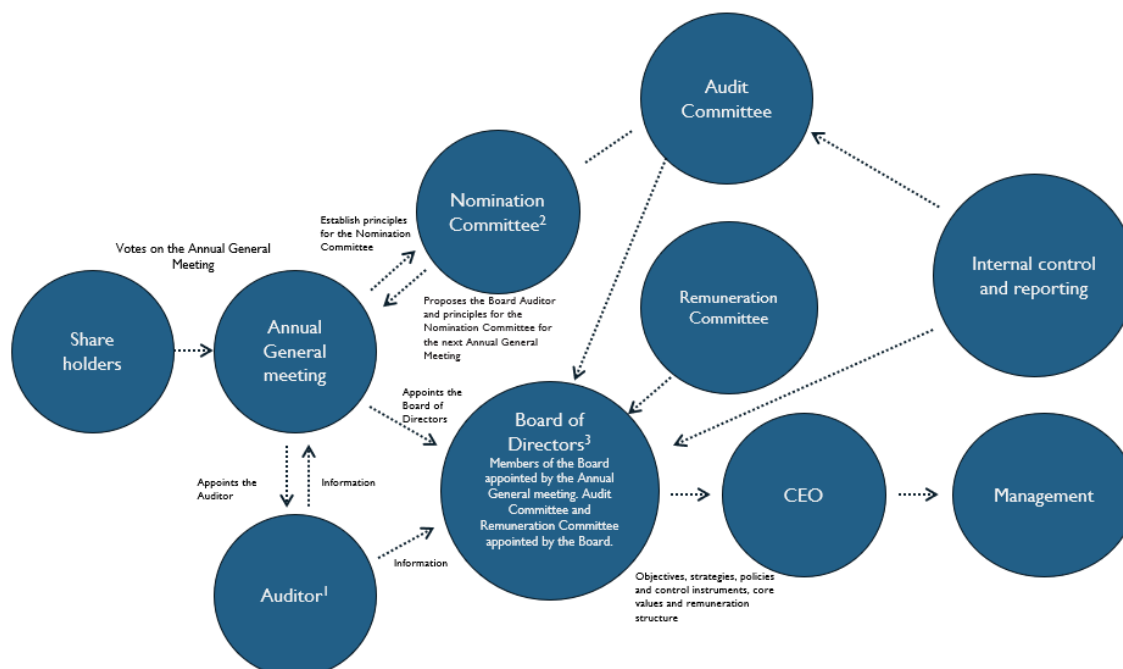 Audit
Committee
Nomination
Committee²
Establish principles
for the Nomination
Committee
Votes on the Annual General
Meeting
Internal control
and reporting
Remuneration
Committee
Share
holders
Annual
General
meeting
Proposes the Board Auditor
and principles for the
Nomination Committee for
the next Annual General
Meeting
Appoints the
Board of
Directors
Board of
Directors³
Members of the Board
appointed by the Annual
General meeting. Audit
Committee and
Remuneration Committee
appointed by the Board.
CEO
Management
Appoints the
Auditor
Information
Information
Auditor¹
Objectives, strategies, policies
and control instruments, core
values and remuneration
structure